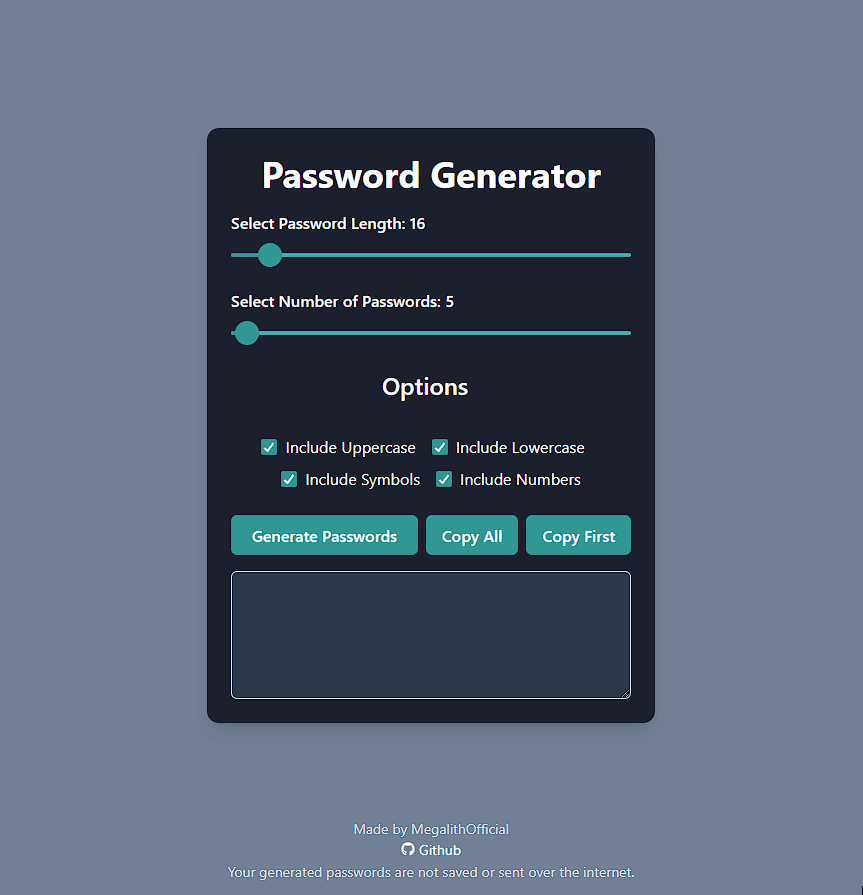 Password Generator
Select Password Length: 16
Select Number of Passwords: 5
Options
Include Uppercase Include Lowercase
Include Symbols Include Numbers
Generate Passwords Copy All Copy First
Made by MegalithOfficial
Github
Your generated passwords are not saved or sent over the internet.